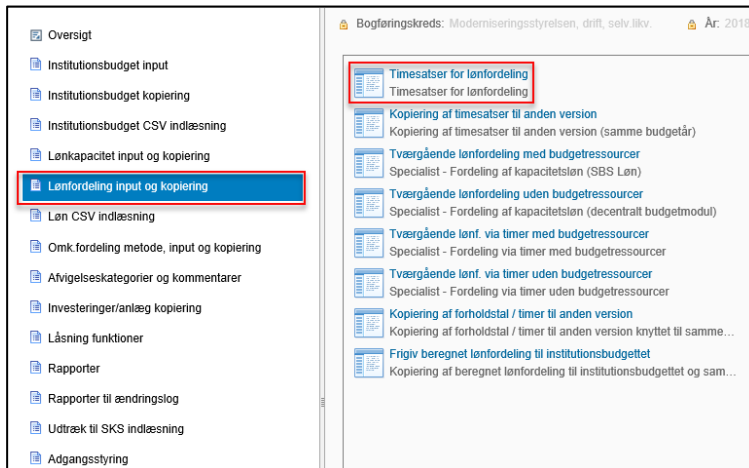 Oversigt
Institutionsbudget input
Institutionsbudget kopiering
Institutionsbudget CSV indlæsning
Lønkapacitet input og kopiering
Lønfordeling input og kopiering
Løn CSV indlæsning
Omk.fordeling metode, input og kopiering
Afvigelseskategorier og kommentarer
Investeringer/anlæg kopiering
Låsning funktioner
Rapporter
Rapporter til ændringslog
Udtræk til SKS indlæsning
Adgangsstyring
Bogføringskreds: Moderniseringsstyrelsen, drift, selv.likv. År: 2018
Timesatser for lønfordeling
Timesatser for lønfordeling
Kopiering af timesatser til anden version
Kopiering af timesatser til anden version (samme budgetår)
Tværgående lønfordeling med budgetressourcer
Specialist - Fordeling af kapacitetsløn (SBS Løn)
Tværgående lønfordeling uden budgetressourcer
Specialist - Fordeling af kapacitetsløn (decentralt budgetmodul)
Tværgående lønf. via timer med budgetressourcer
Specialist - Fordeling via timer med budgetressourcer
Tværgående lønf. via timer uden budgetressourcer
Specialist - Fordeling via timer uden budgetressourcer
Kopiering af forholdstal / timer til anden version
Kopiering af forholdstal / timer til anden version knyttet til samme...
Frigiv beregnet lønfordeling til institutionsbudgettet
Kopiering af beregnet lønfordeling til institutionsbudgettet og sam...